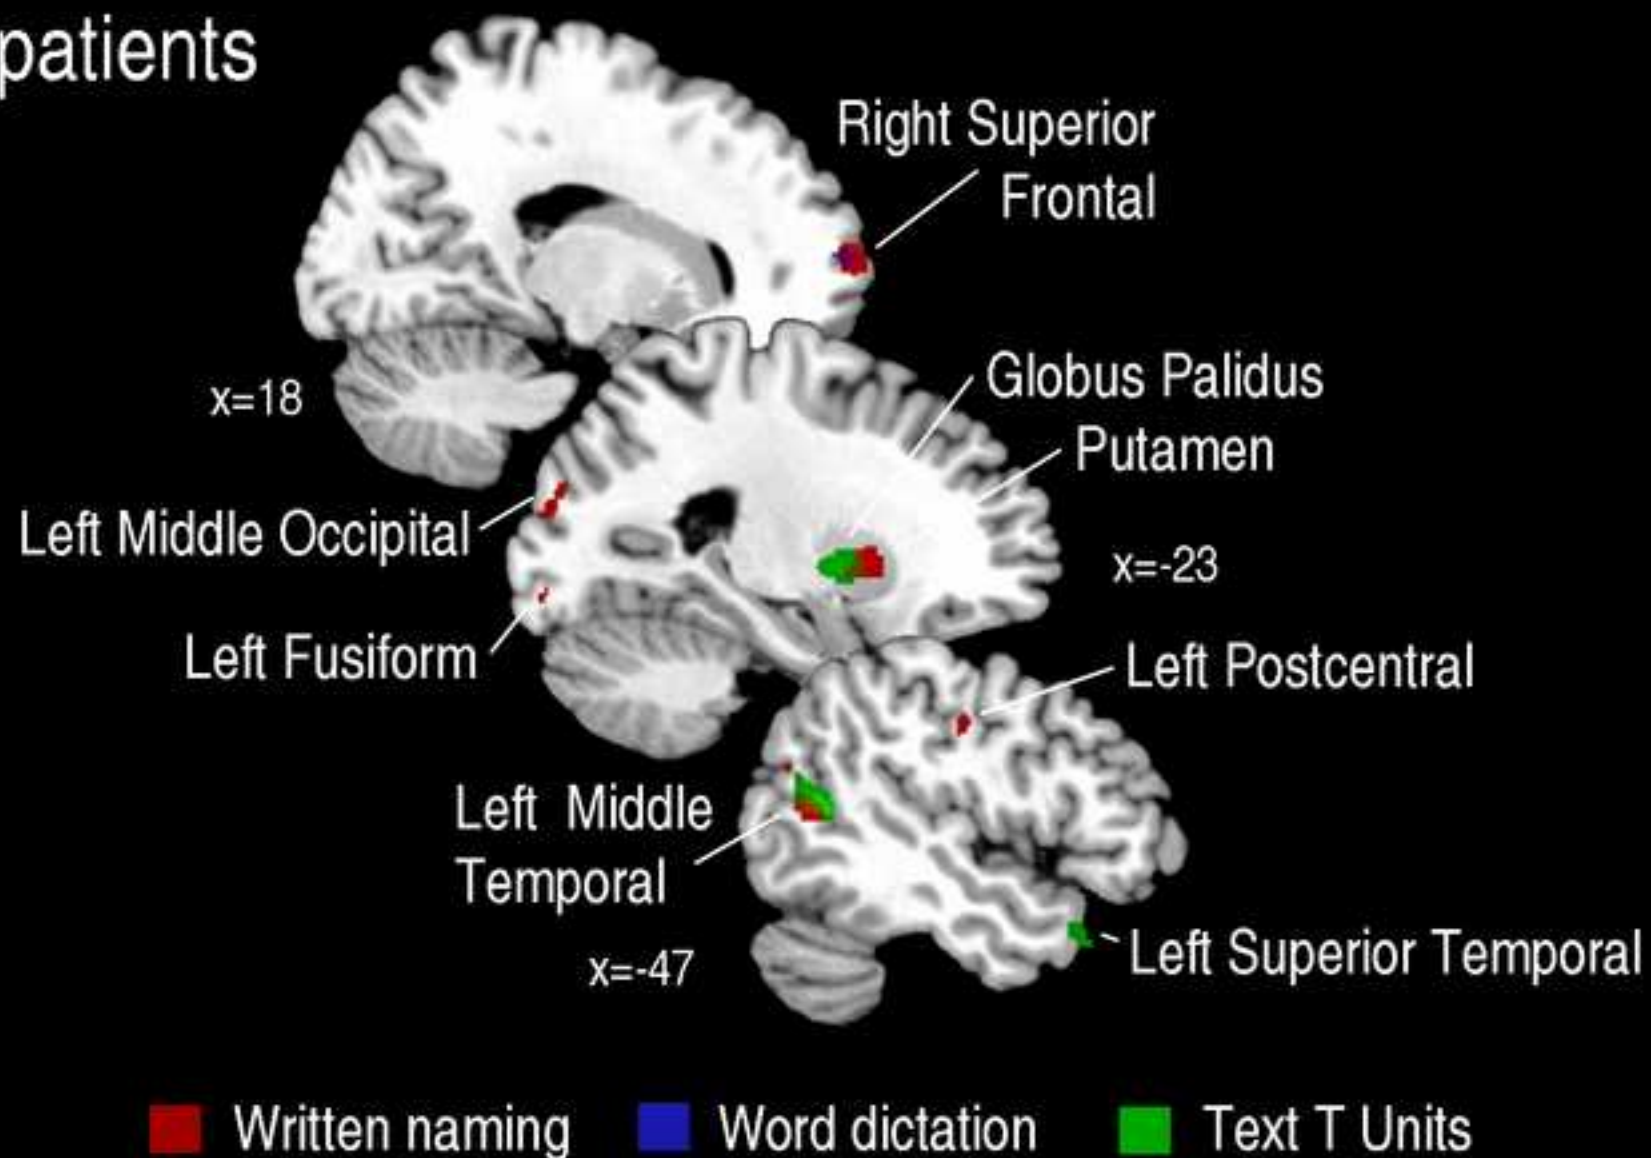 patients
Right Superior
Frontal
x=18
Globus Palidus
Putamen
Left Middle Occipital
x=-23
Left Fusiform
Left Postcentral
Left Middle
Temporal
x=-47
Left Superior Temporal
Written naming
Word dictation
Text T Units